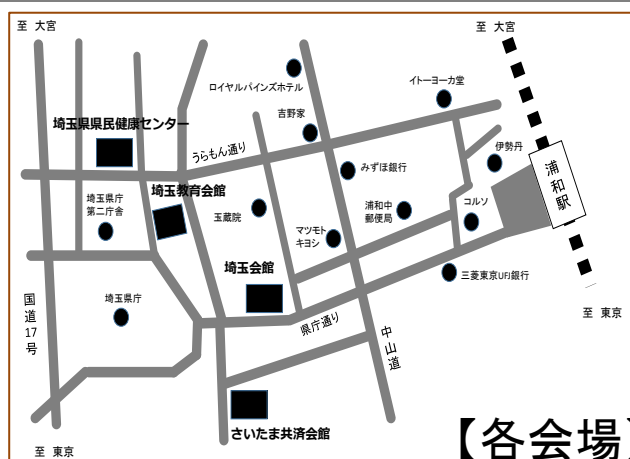 至 大宮
至 大宮
ロイヤルパインズホテル
イトーヨーカ堂
吉野家
埼玉県県民健康センター
うらもん通り
伊勢丹
浦和駅
みずほ銀行
埼玉教育会館
埼玉県庁
第二庁舎
玉蔵院
浦和中
郵便局
コルソ
マツモト
キヨシ
埼玉会館
三菱東京UFJ銀行
国道17号
埼玉県庁
県庁通り
中山道
至 東京
さいたま共済会館
至 東京
【各会場】